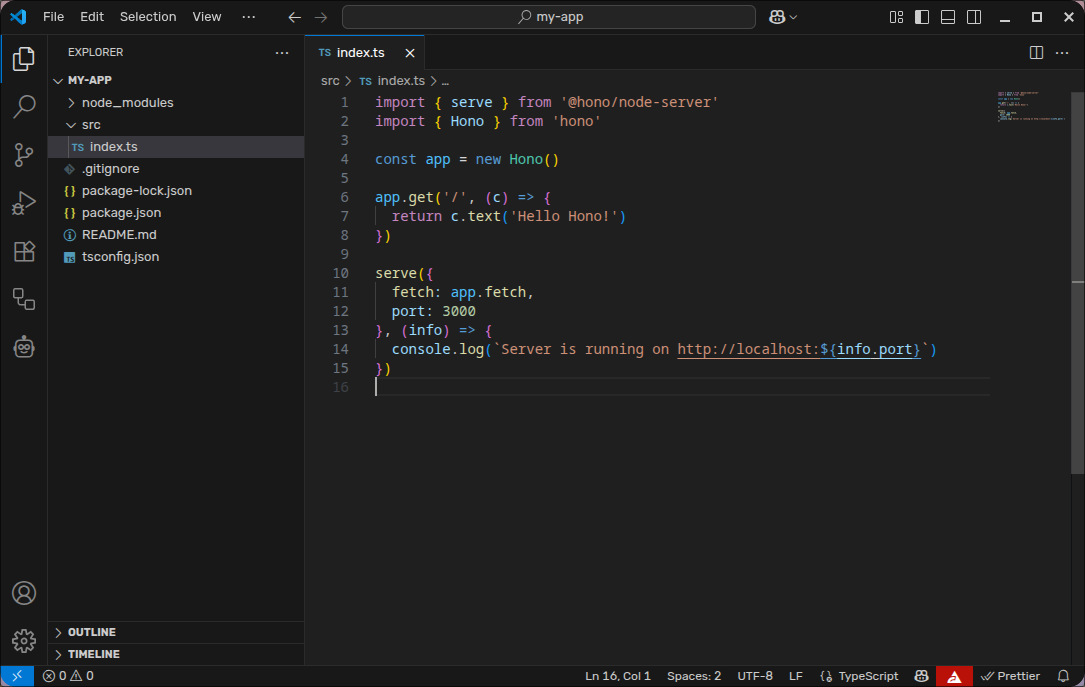 File Edit Selection View ··· my-app
EXPLORER ···
MY-APP
node_modules
src
TS index.ts
.gitignore
{} package-lock.json
{} package.json
README.md
TS tsconfig.json
OUTLINE
TIMELINE
TS index.ts
src > TS index.ts > ...
1 import { serve } from '@hono/node-server'
2 import { Hono } from 'hono'
3
4 const app = new Hono()
5
6 app.get('/', (c) => {
7   return c.text('Hello Hono!')
8 })
9
10 serve({
11   fetch: app.fetch,
12   port: 3000
13 }, (info) => {
14   console.log(`Server is running on http://localhost:${info.port}`)
15 })
16
0 0 Ln 16, Col 1 Spaces: 2 UTF-8 LF {} TypeScript Prettier